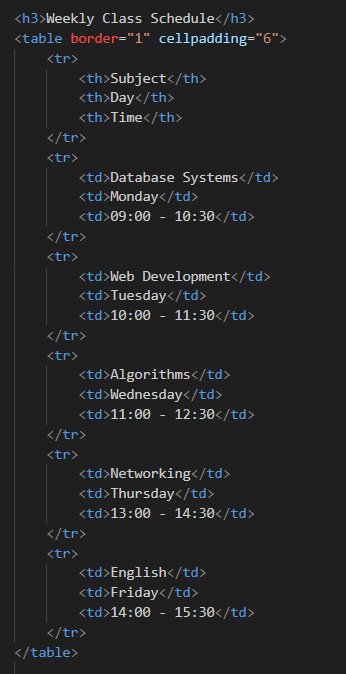 <h3>Weekly Class Schedule</h3>
<table border="1" cellpadding="6">
    <tr>
        <th>Subject</th>
        <th>Day</th>
        <th>Time</th>
    </tr>
    <tr>
        <td>Database Systems</td>
        <td>Monday</td>
        <td>09:00 - 10:30</td>
    </tr>
    <tr>
        <td>Web Development</td>
        <td>Tuesday</td>
        <td>10:00 - 11:30</td>
    </tr>
    <tr>
        <td>Algorithms</td>
        <td>Wednesday</td>
        <td>11:00 - 12:30</td>
    </tr>
    <tr>
        <td>Networking</td>
        <td>Thursday</td>
        <td>13:00 - 14:30</td>
    </tr>
    <tr>
        <td>English</td>
        <td>Friday</td>
        <td>14:00 - 15:30</td>
    </tr>
</table>